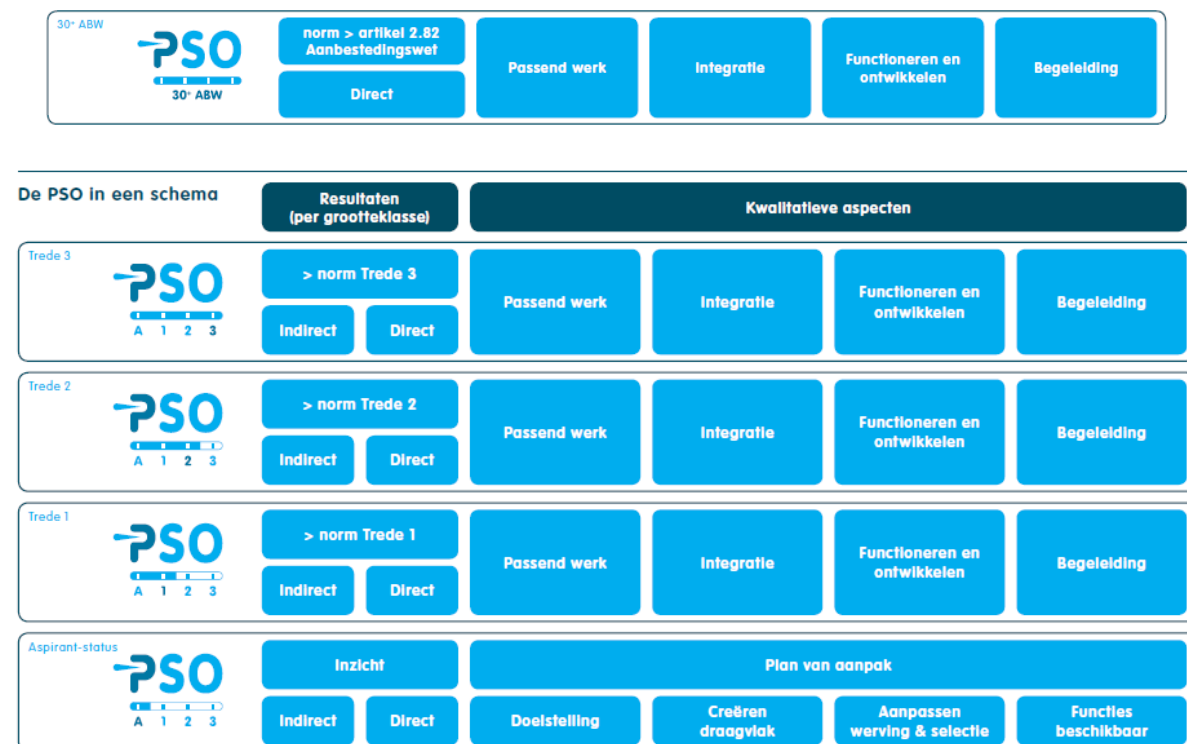 30+ ABW
PSO
30+ ABW
norm > artikel 2.82
Aanbestedingswet
Direct
Passend werk
Integratie
Functioneren en
ontwikkelen
Begeleiding
De PSO in een schema
Resultaten
(per grootteklasse)
Kwalitatieve aspecten
Trede 3
PSO
A 1 2 3
> norm Trede 3
Indirect
Direct
Passend werk
Integratie
Functioneren en
ontwikkelen
Begeleiding
Trede 2
PSO
A 1 2 3
> norm Trede 2
Indirect
Direct
Passend werk
Integratie
Functioneren en
ontwikkelen
Begeleiding
Trede 1
PSO
A 1 2 3
> norm Trede 1
Indirect
Direct
Passend werk
Integratie
Functioneren en
ontwikkelen
Begeleiding
Aspirant-status
PSO
A 1 2 3
Inzicht
Indirect
Direct
Plan van aanpak
Doelstelling
Creëren
draagvlak
Aanpassen
werving & selectie
Functies
beschikbaar